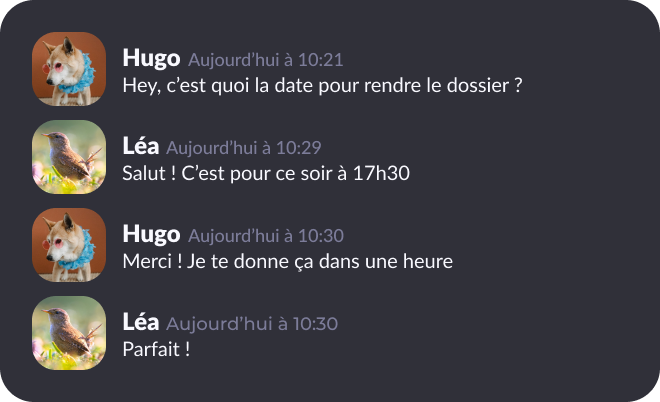 Hugo Aujourd’hui à 10:21
Hey, c’est quoi la date pour rendre le dossier ?
Léa Aujourd’hui à 10:29
Salut ! C’est pour ce soir à 17h30
Hugo Aujourd’hui à 10:30
Merci ! Je te donne ça dans une heure
Léa Aujourd’hui à 10:30
Parfait !